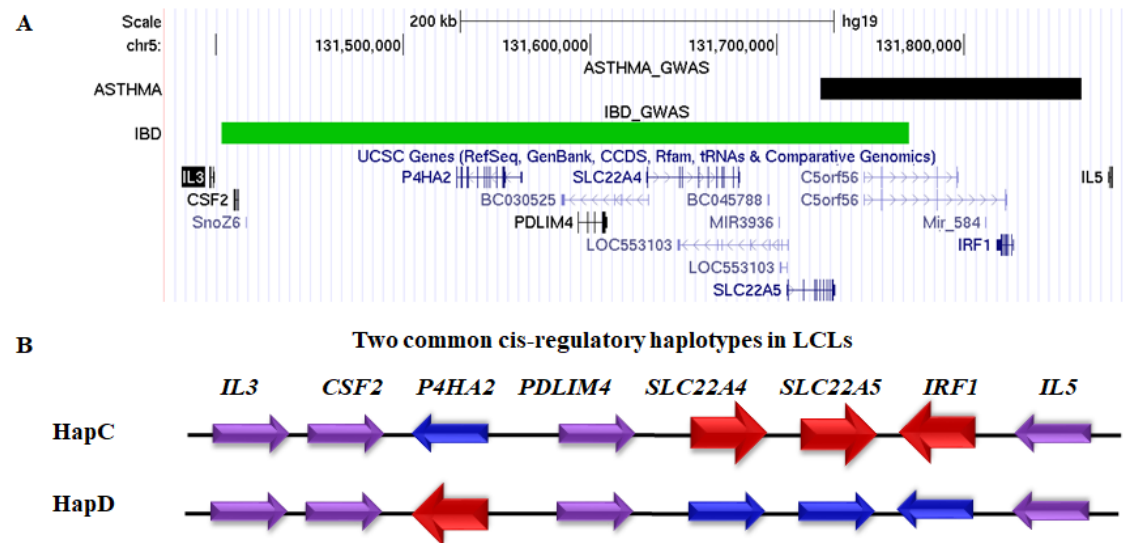 A
Scale 200 kb hg19
chr5: 131,500,000 131,600,000 131,700,000 131,800,000
ASTHMA_GWAS
ASTHMA
IBD_GWAS
IBD
UCSC Genes (RefSeq, GenBank, CCDS, Rfam, tRNAs & Comparative Genomics)
IL3 P4HA2 SLC22A4 C5orf56 IL5
CSF2 BC030525 BC045788 C5orf56
SnoZ6 PDLIM4 MIR3936 Mir_584
LOC553103 IRF1
LOC553103
SLC22A5
B
Two common cis-regulatory haplotypes in LCLs
IL3 CSF2 P4HA2 PDLIM4 SLC22A4 SLC22A5 IRF1 IL5
HapC
HapD